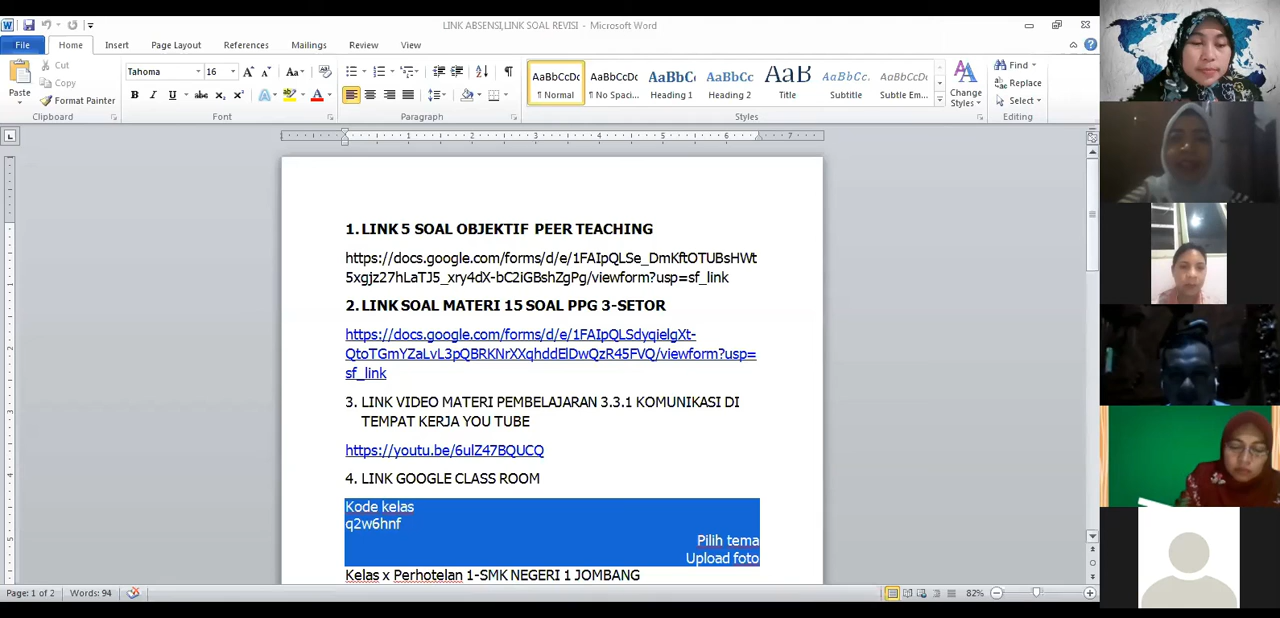 LINK ABSENSI,LINK SOAL REVISI - Microsoft Word
File Home Insert Page Layout References Mailings Review View
Cut
Copy
Format Painter
Paste
Clipboard
Tahoma 16
Font
Paragraph
AaBbCcDc AaBbCcDc AaBbC AaBbCc AaB AaBbCc. AaBbCcDc
¶ Normal ¶ No Spaci... Heading 1 Heading 2 Title Subtitle Subtle Em...
Change Styles
Styles
Find
Replace
Select
Editing
1. LINK 5 SOAL OBJEKTIF PEER TEACHING
https://docs.google.com/forms/d/e/1FAIpQLSe_DmKftOTUBsHWt
5xgjz27hLaTJ5_xry4dX-bC2iGBshZgPg/viewform?usp=sf_link
2. LINK SOAL MATERI 15 SOAL PPG 3-SETOR
https://docs.google.com/forms/d/e/1FAIpQLSdyqielgXt-
QtoTGmYZaLvL3pQBRKNrXXqhddElDwQzR45FVQ/viewform?usp=
sf_link
3. LINK VIDEO MATERI PEMBELAJARAN 3.3.1 KOMUNIKASI DI
TEMPAT KERJA YOU TUBE
https://youtu.be/6ulZ47BQUCQ
4. LINK GOOGLE CLASS ROOM
Kode kelas
q2w6hnf
Pilih tema
Upload foto
Kelas x Perhotelan 1-SMK NEGERI 1 JOMBANG
Page: 1 of 2 Words: 94 82%